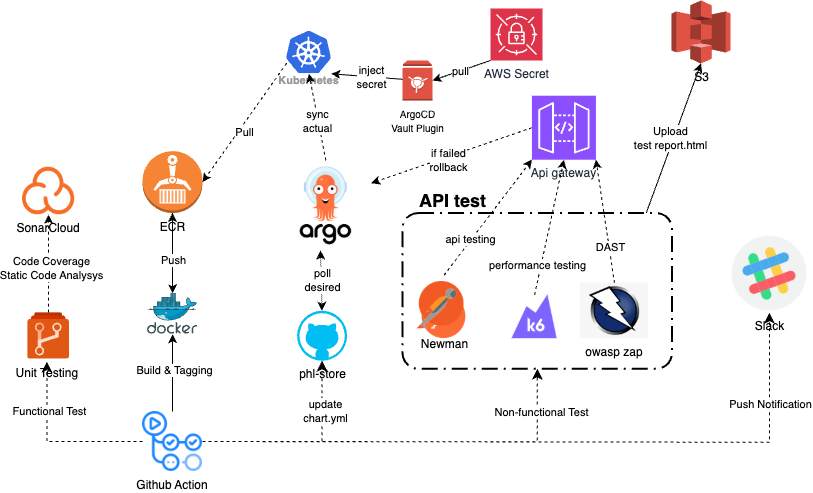 Kubernetes
inject
secret
pull
AWS Secret
S3
ArgoCD
Vault Plugin
sync
actual
Pull
if failed
rollback
Api gateway
Upload
test report.html
SonarCloud
ECR
argo
API test
Code Coverage
Static Code Analysys
Push
poll
desired
api testing
performance testing
DAST
docker
k6
Newman
owasp zap
Slack
Unit Testing
Build & Tagging
phl-store
Functional Test
update
chart.yml
Non-functional Test
Push Notification
Github Action